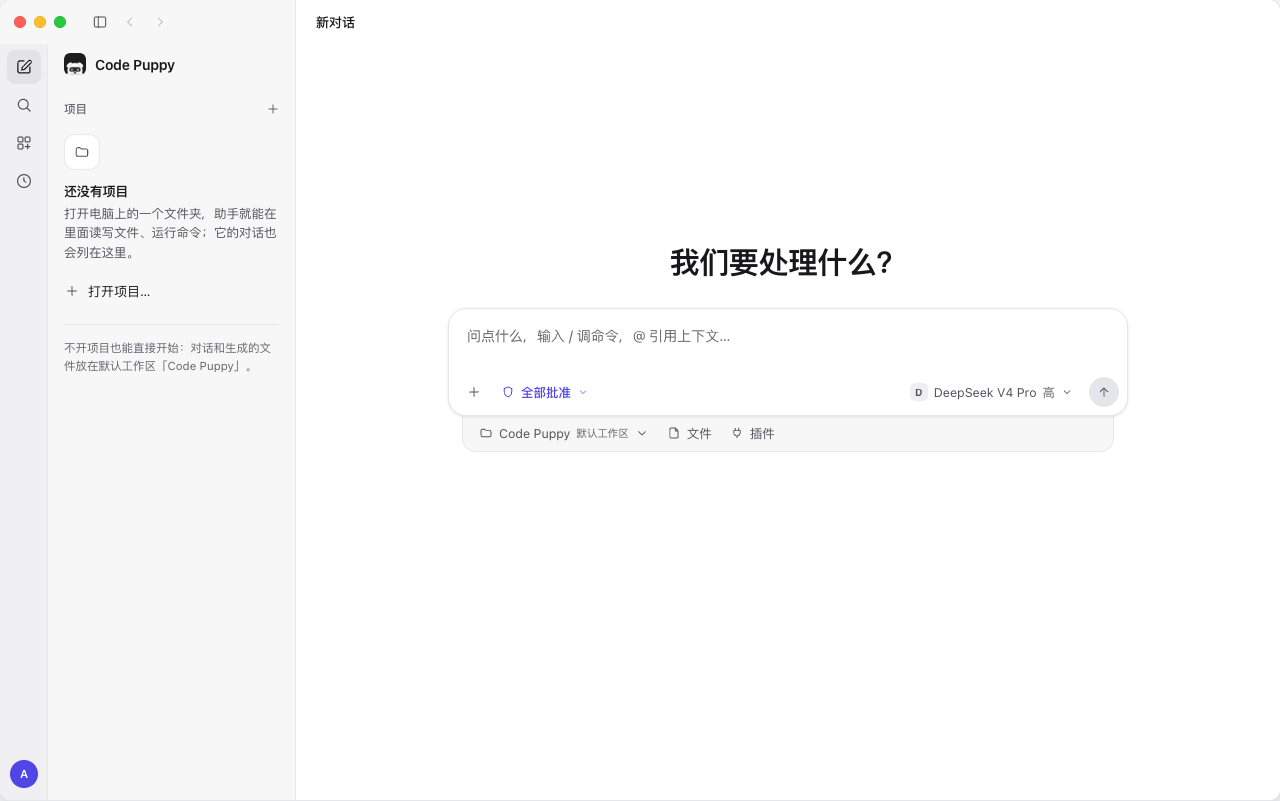 新对话
Code Puppy
项目
还没有项目
打开电脑上的一个文件夹，助手就能在
里面读写文件、运行命令；它的对话也
会列在这里。
打开项目...
不开项目也能直接开始：对话和生成的文
件放在默认工作区「Code Puppy」。
A
我们要处理什么？
问点什么，输入 / 调命令，@ 引用上下文...
全部批准
D DeepSeek V4 Pro 高
Code Puppy 默认工作区 文件 插件